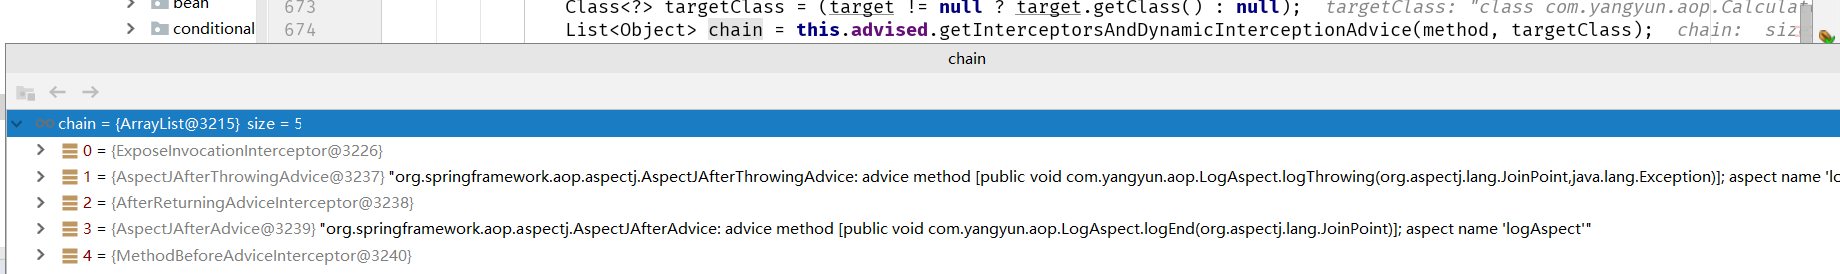 bean
673 Class<?> targetClass = (target != null ? target.getClass() : null); targetClass: "class com.yangyun.aop.Calculat
conditional
674 List<Object> chain = this.advised.getInterceptorsAndDynamicInterceptionAdvice(method, targetClass); chain: siz
chain
chain = {ArrayList@3215} size = 5
0 = {ExposeInvocationInterceptor@3226}
1 = {AspectJAfterThrowingAdvice@3237} "org.springframework.aop.aspectj.AspectJAfterThrowingAdvice: advice method [public void com.yangyun.aop.LogAspect.logThrowing(org.aspectj.lang.JoinPoint,java.lang.Exception)]; aspect name 'lo
2 = {AfterReturningAdviceInterceptor@3238}
3 = {AspectJAfterAdvice@3239} "org.springframework.aop.aspectj.AspectJAfterAdvice: advice method [public void com.yangyun.aop.LogAspect.logEnd(org.aspectj.lang.JoinPoint)]; aspect name 'logAspect'"
4 = {MethodBeforeAdviceInterceptor@3240}